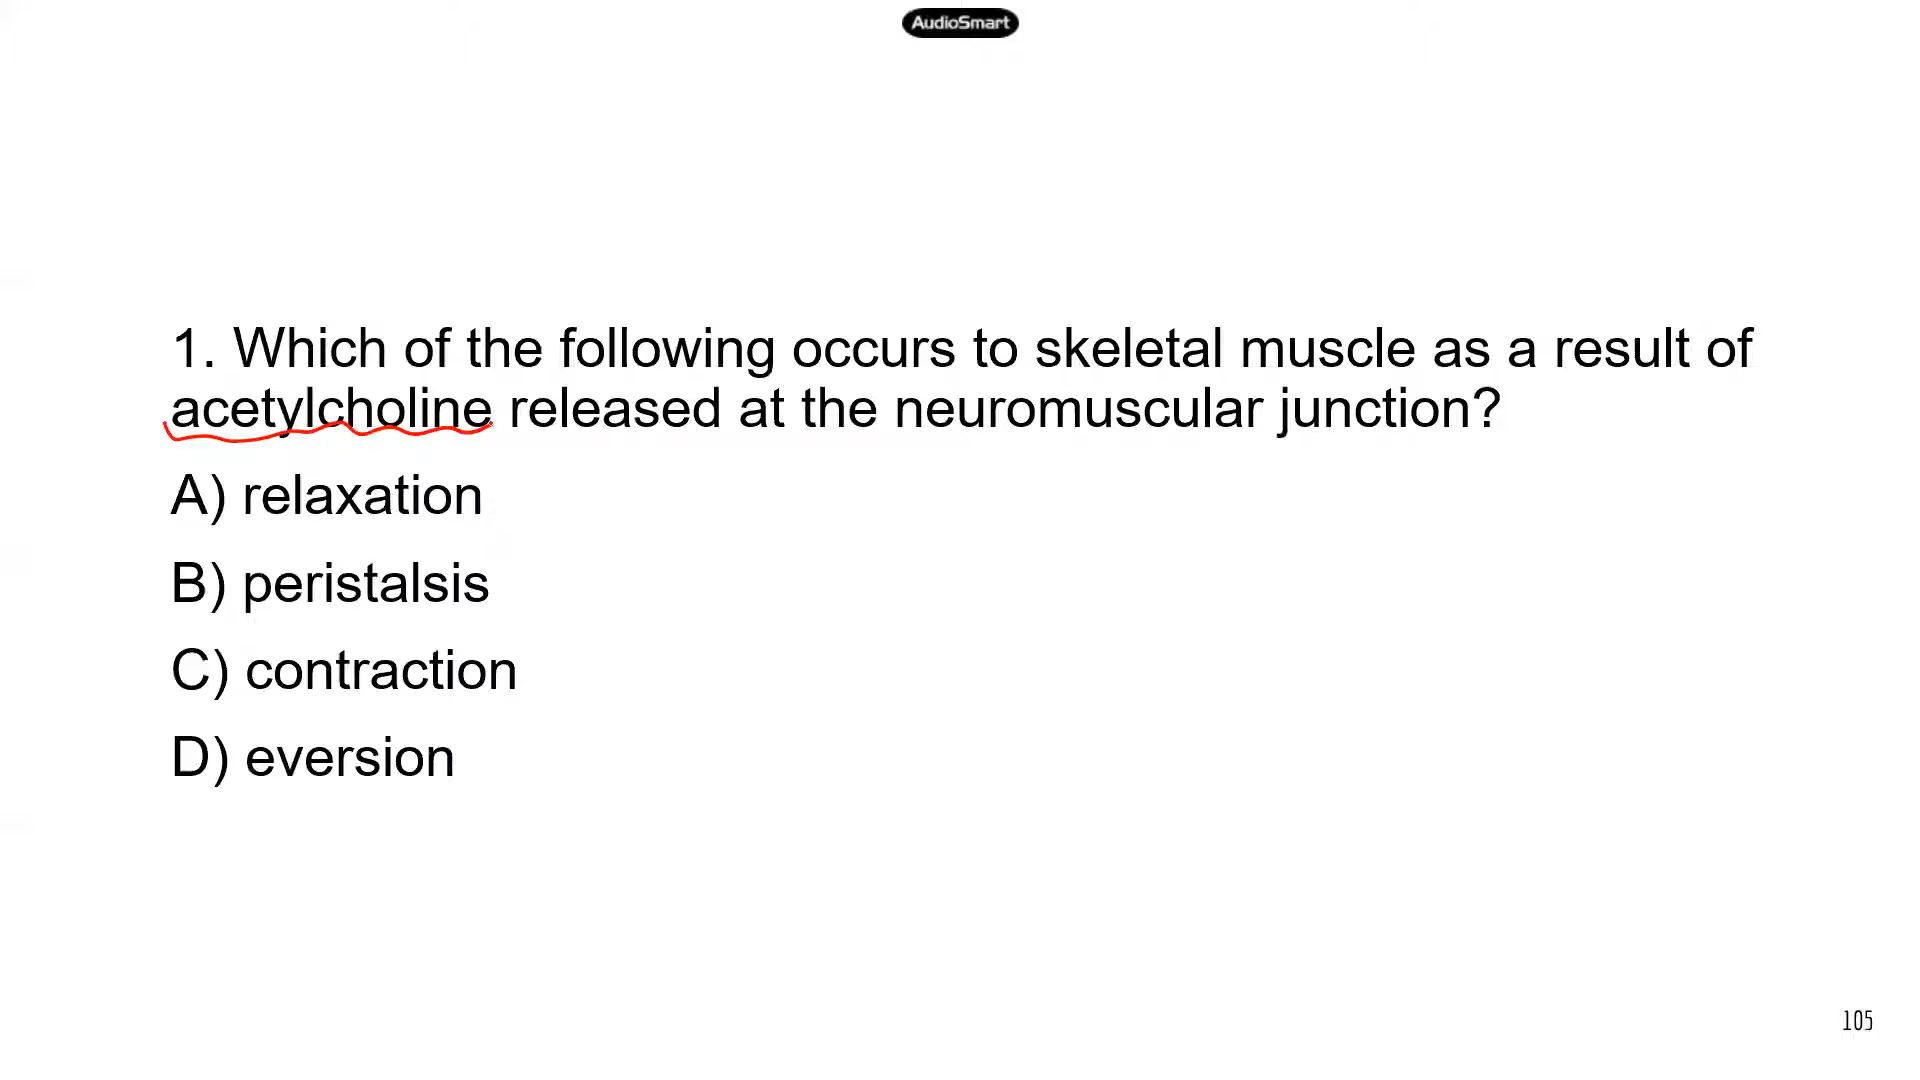 AudioSmart
1. Which of the following occurs to skeletal muscle as a result of
acetylcholine released at the neuromuscular junction?
A) relaxation
B) peristalsis
C) contraction
D) eversion
105